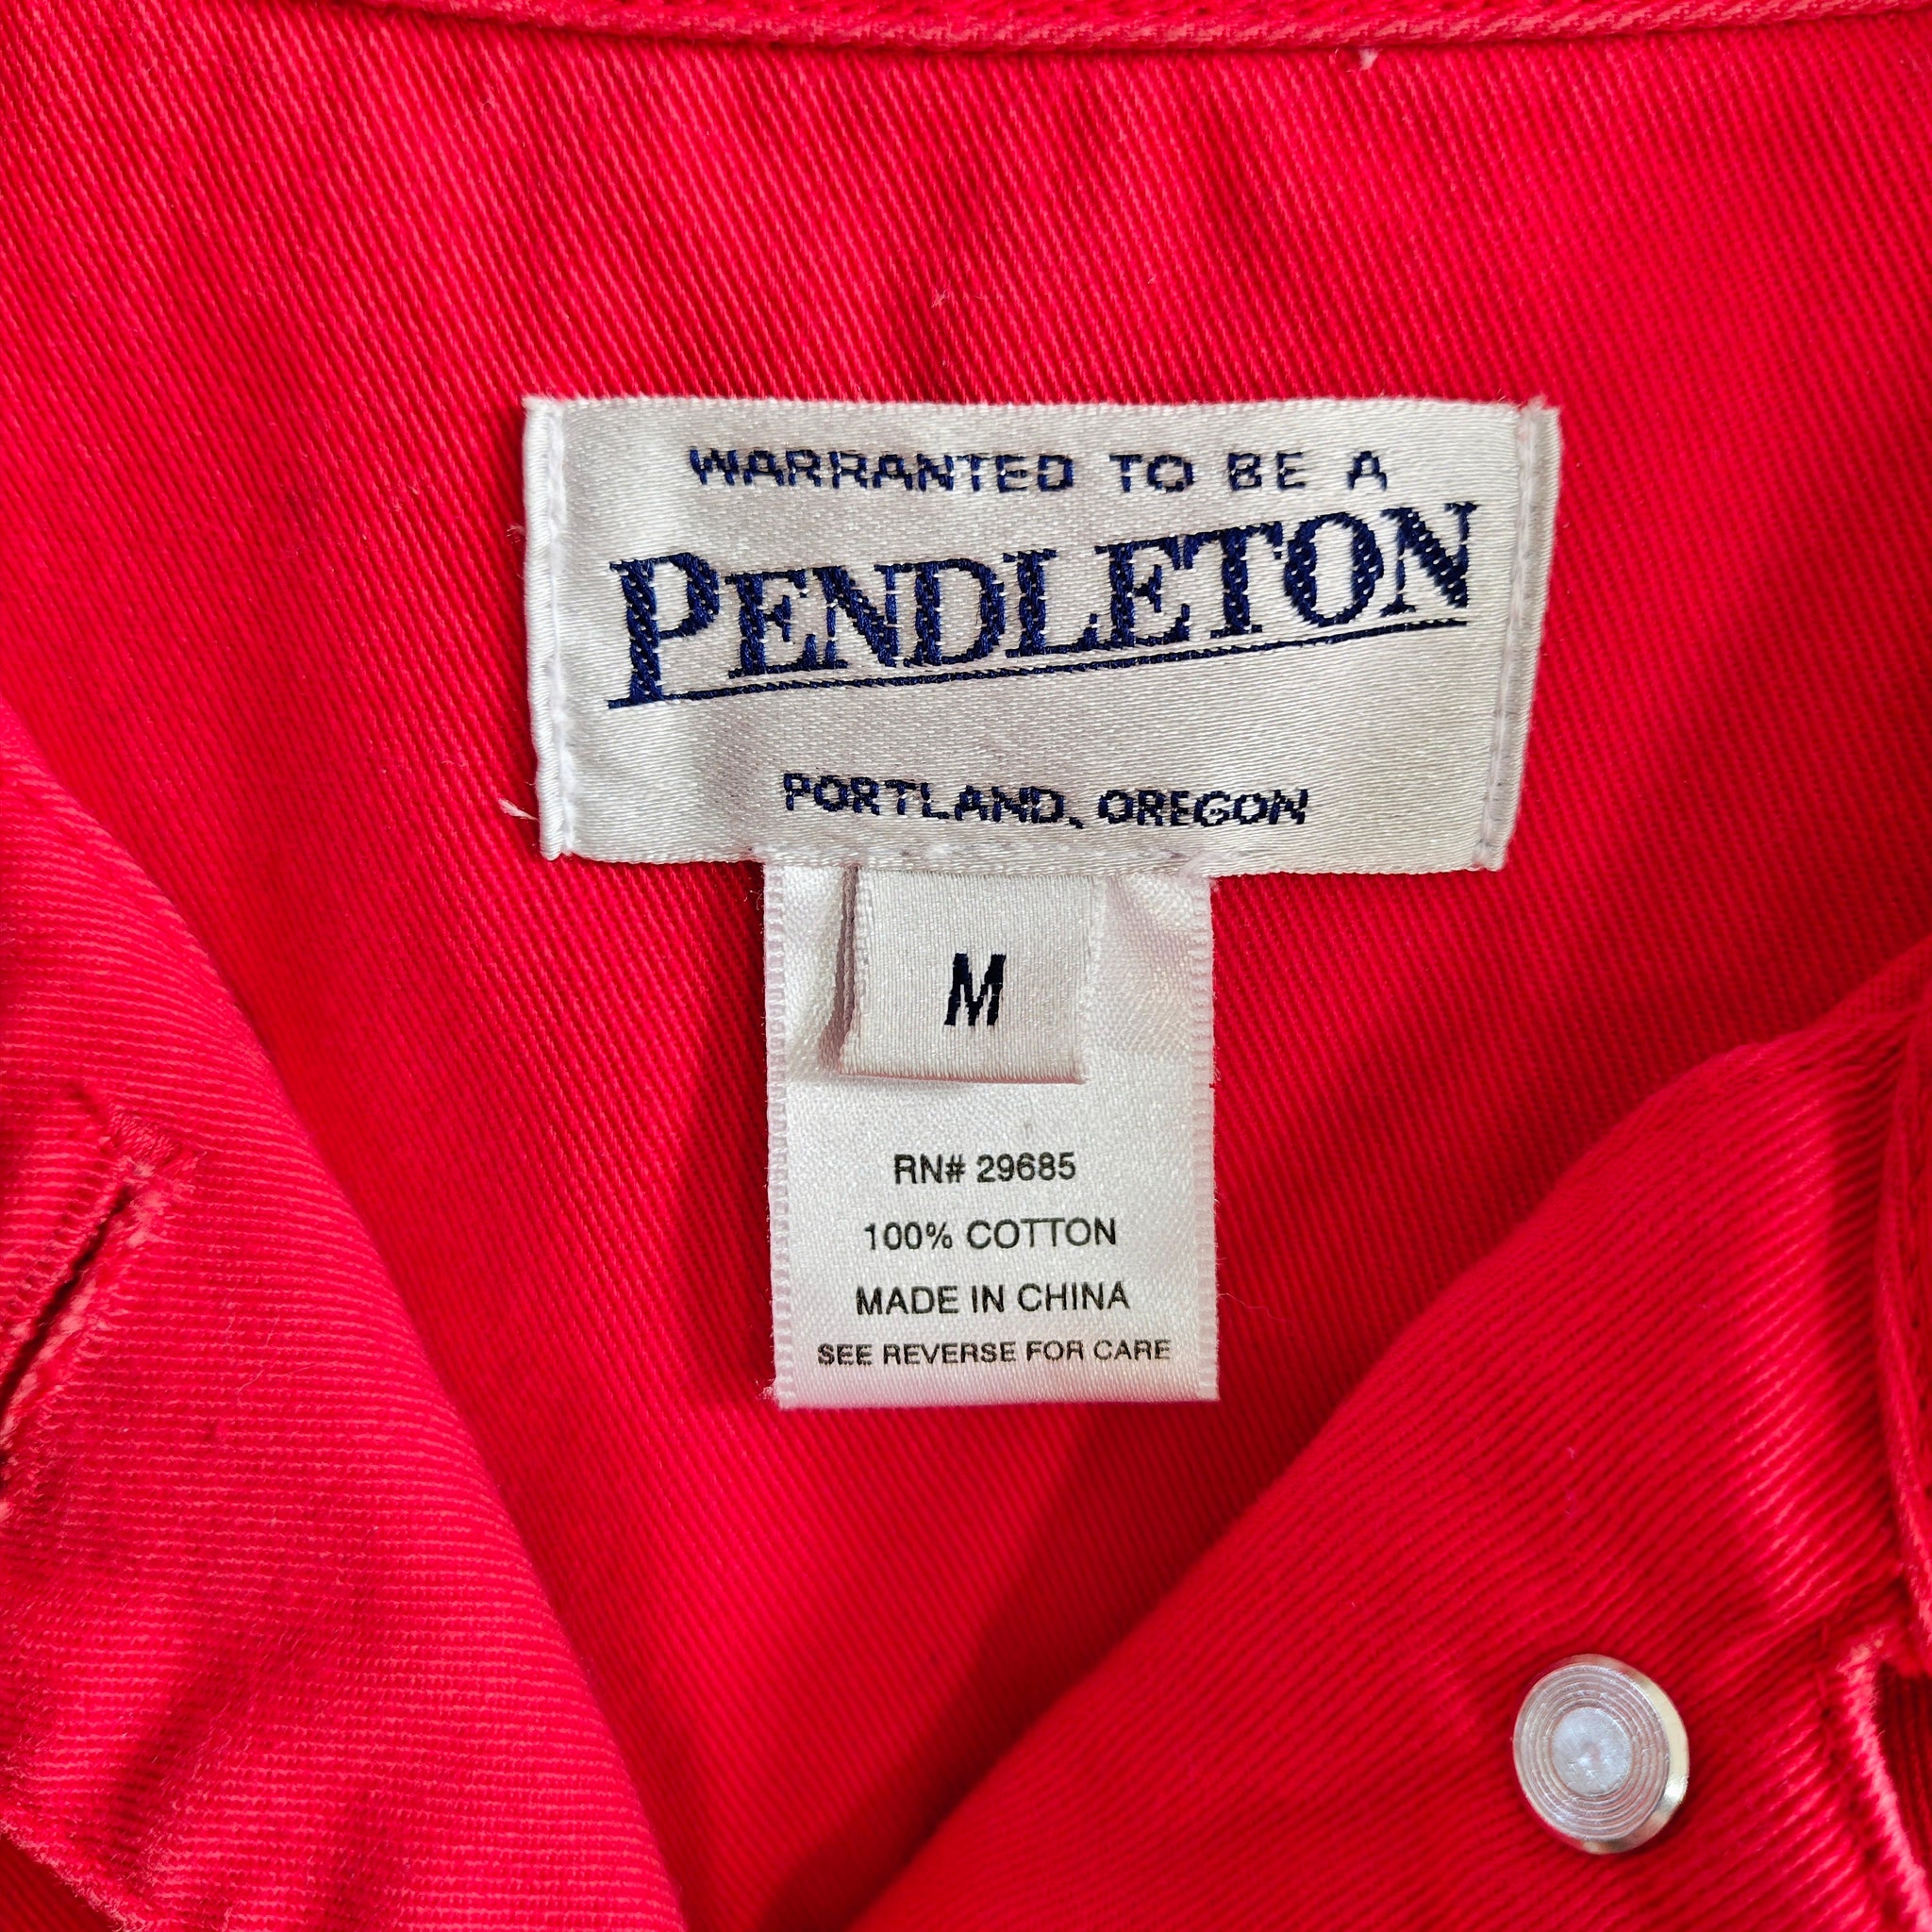 WARRANTED TO BE A
PENDLETON
PORTLAND, OREGON
M
RN# 29685
100% COTTON
MADE IN CHINA
SEE REVERSE FOR CARE